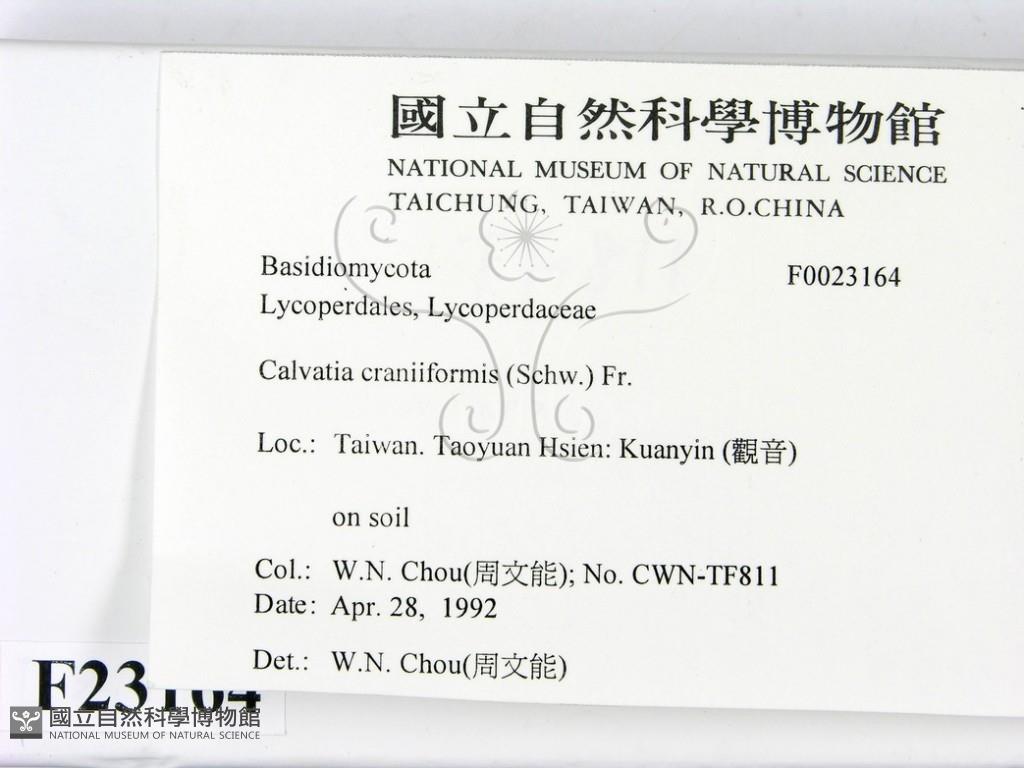 國立自然科學博物館
NATIONAL MUSEUM OF NATURAL SCIENCE
TAICHUNG, TAIWAN, R.O.CHINA
Basidiomycota F0023164
Lycoperdales, Lycoperdaceae
Calvatia craniiformis (Schw.) Fr.
Loc.: Taiwan. Taoyuan Hsien: Kuanyin (觀音)
on soil
Col.: W.N. Chou(周文能); No. CWN-TF811
Date: Apr. 28, 1992
Det.: W.N. Chou(周文能)
F23164
國立自然科學博物館
NATIONAL MUSEUM OF NATURAL SCIENCE